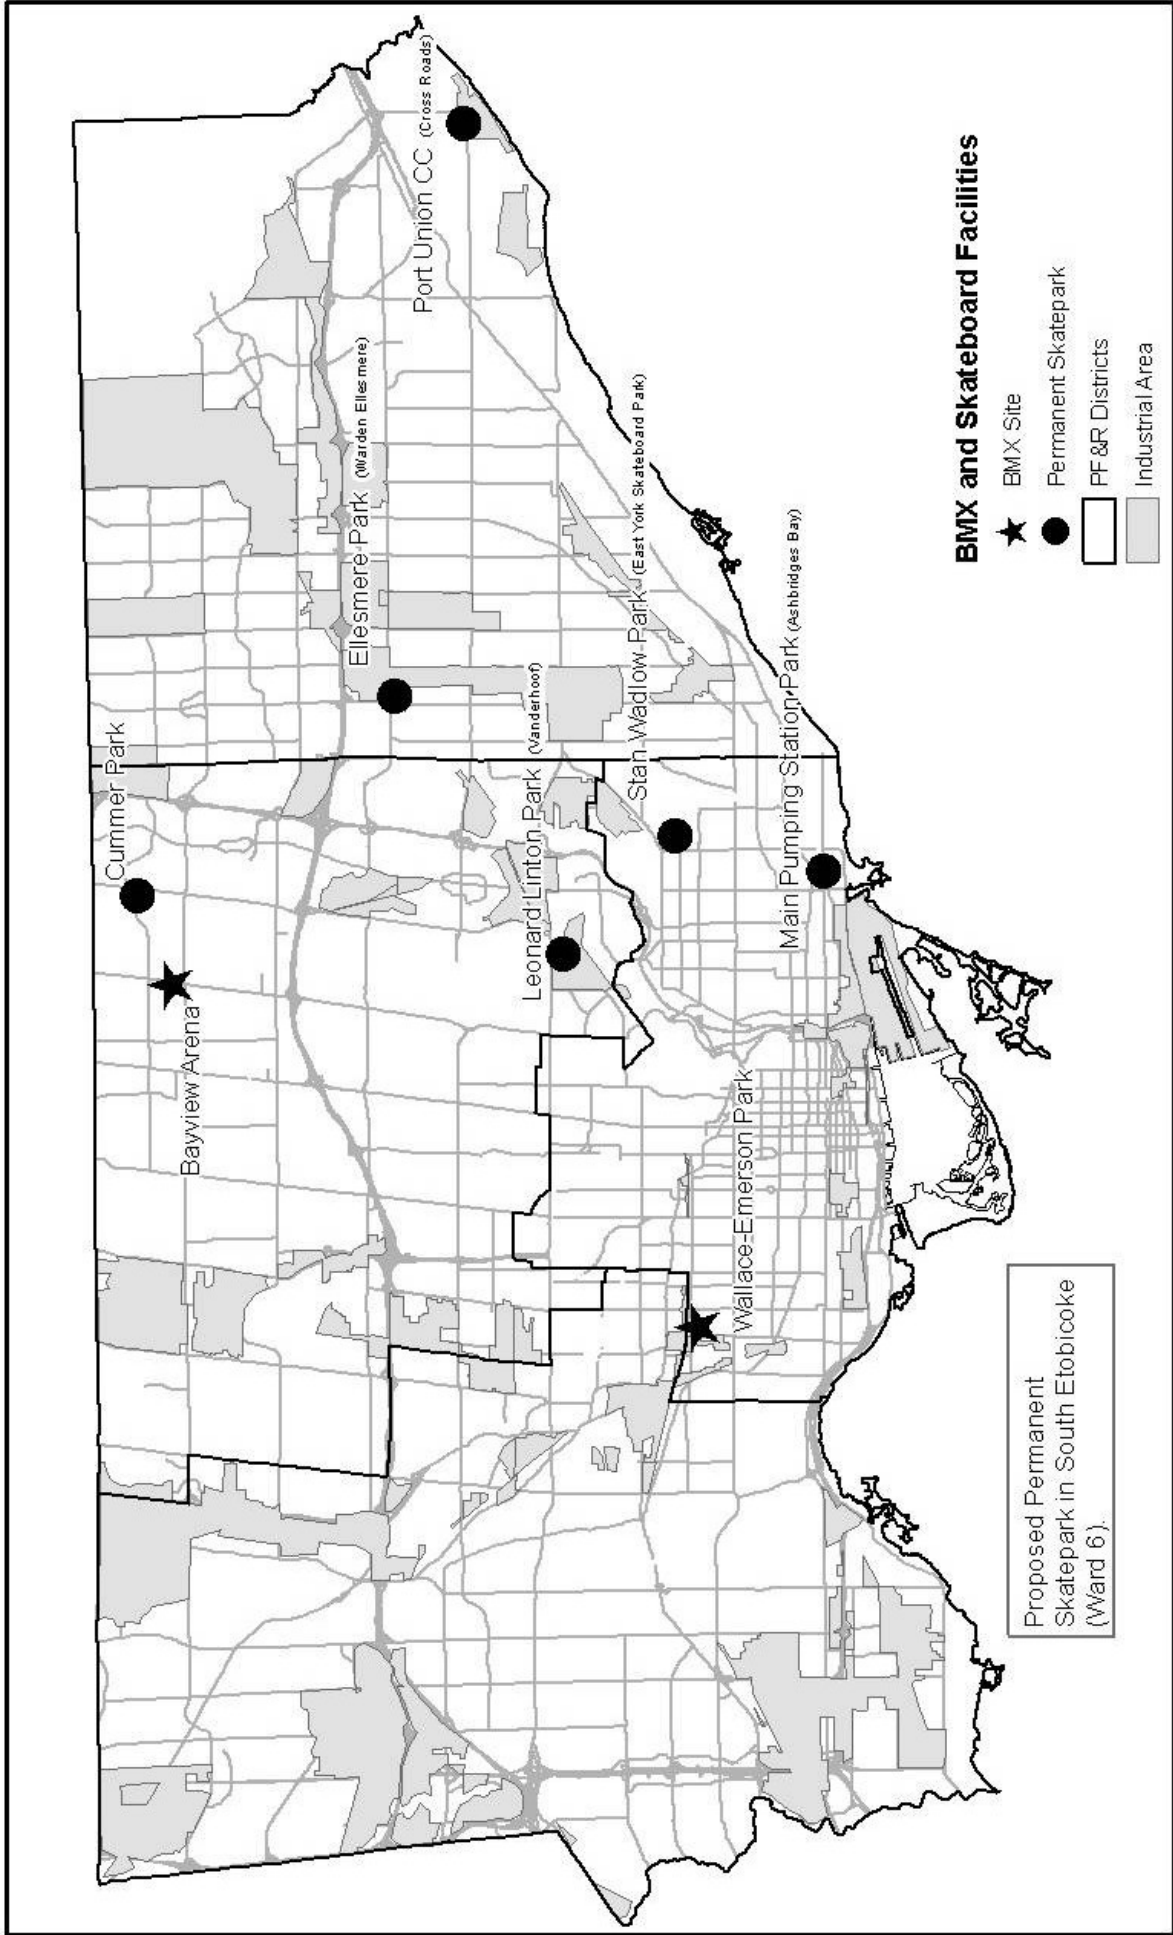 Cummer Park
Bayview Arena
Ellesmere Park (Warden Ellesmere)
Port Union CC (Cross Roads)
Leonard Linton Park (Vanderhoof)
Stan Wadlow Park (East York Skateboard Park)
Wallace-Emerson Park
Main Pumping Station Park (Ashbridges Bay)
BMX and Skateboard Facilities
BMX Site
Permanent Skatepark
PF&R Districts
Industrial Area
Proposed Permanent
Skatepark in South Etobicoke
(Ward 6).